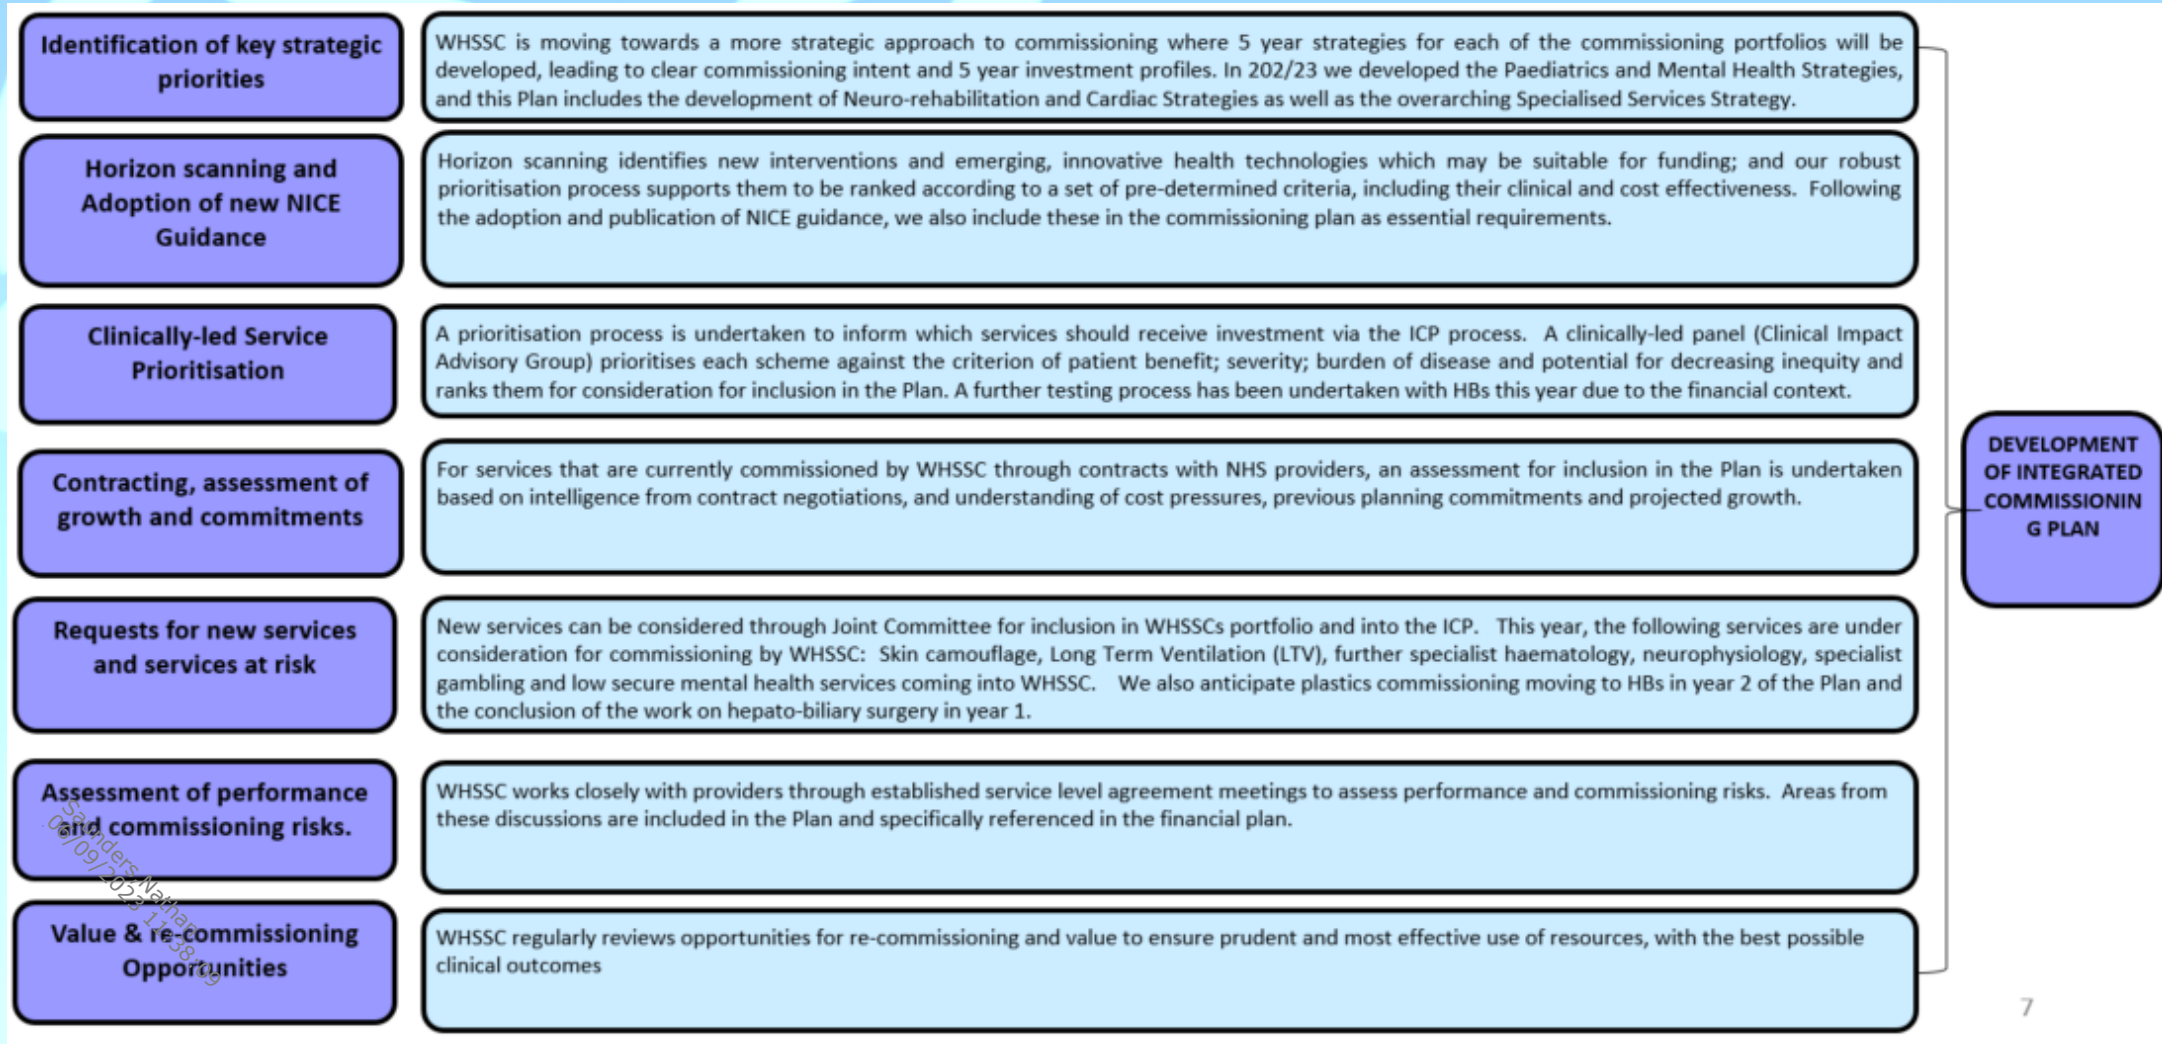 Identification of key strategic
priorities
WHSSC is moving towards a more strategic approach to commissioning where 5 year strategies for each of the commissioning portfolios will be
developed, leading to clear commissioning intent and 5 year investment profiles. In 202/23 we developed the Paediatrics and Mental Health Strategies,
and this Plan includes the development of Neuro-rehabilitation and Cardiac Strategies as well as the overarching Specialised Services Strategy.
Horizon scanning and
Adoption of new NICE
Guidance
Horizon scanning identifies new interventions and emerging, innovative health technologies which may be suitable for funding; and our robust
prioritisation process supports them to be ranked according to a set of pre-determined criteria, including their clinical and cost effectiveness. Following
the adoption and publication of NICE guidance, we also include these in the commissioning plan as essential requirements.
Clinically-led Service
Prioritisation
A prioritisation process is undertaken to inform which services should receive investment via the ICP process. A clinically-led panel (Clinical Impact
Advisory Group) prioritises each scheme against the criterion of patient benefit; severity; burden of disease and potential for decreasing inequity and
ranks them for consideration for inclusion in the Plan. A further testing process has been undertaken with HBs this year due to the financial context.
Contracting, assessment of
growth and commitments
For services that are currently commissioned by WHSSC through contracts with NHS providers, an assessment for inclusion in the Plan is undertaken
based on intelligence from contract negotiations, and understanding of cost pressures, previous planning commitments and projected growth.
Requests for new services
and services at risk
New services can be considered through Joint Committee for inclusion in WHSSCs portfolio and into the ICP. This year, the following services are under
consideration for commissioning by WHSSC: Skin camouflage, Long Term Ventilation (LTV), further specialist haematology, neurophysiology, specialist
gambling and low secure mental health services coming into WHSSC. We also anticipate plastics commissioning moving to HBs in year 2 of the Plan and
the conclusion of the work on hepato-biliary surgery in year 1.
Assessment of performance
and commissioning risks.
WHSSC works closely with providers through established service level agreement meetings to assess performance and commissioning risks. Areas from
these discussions are included in the Plan and specifically referenced in the financial plan.
Value & re-commissioning
Opportunities
WHSSC regularly reviews opportunities for re-commissioning and value to ensure prudent and most effective use of resources, with the best possible
clinical outcomes
DEVELOPMENT
OF INTEGRATED
COMMISSIONIN
G PLAN
Saunders, Nathan
06/09/2023 11:38:09
7